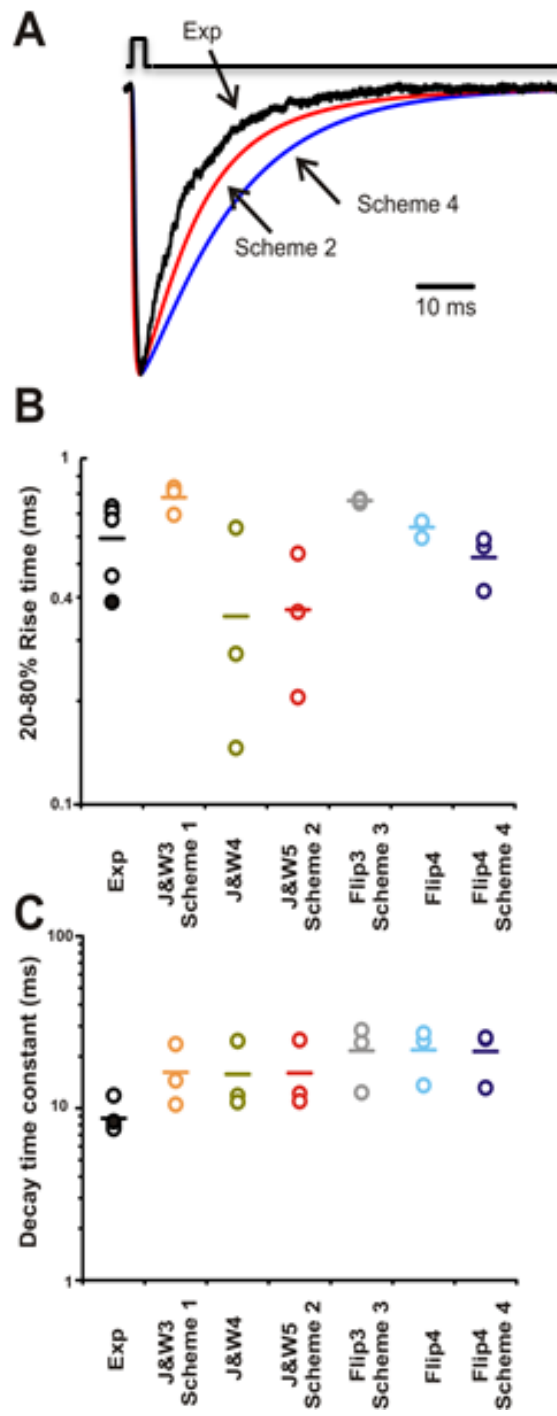 A
Exp
Scheme 4
Scheme 2
10 ms
B
20-80% Rise time (ms)
1
0.4
0.1
Exp
J&W3
Scheme 1
J&W4
J&W5
Scheme 2
Flip3
Scheme 3
Flip4
Flip4
Scheme 4
C
Decay time constant (ms)
100
10
1
Exp
J&W3
Scheme 1
J&W4
J&W5
Scheme 2
Flip3
Scheme 3
Flip4
Flip4
Scheme 4